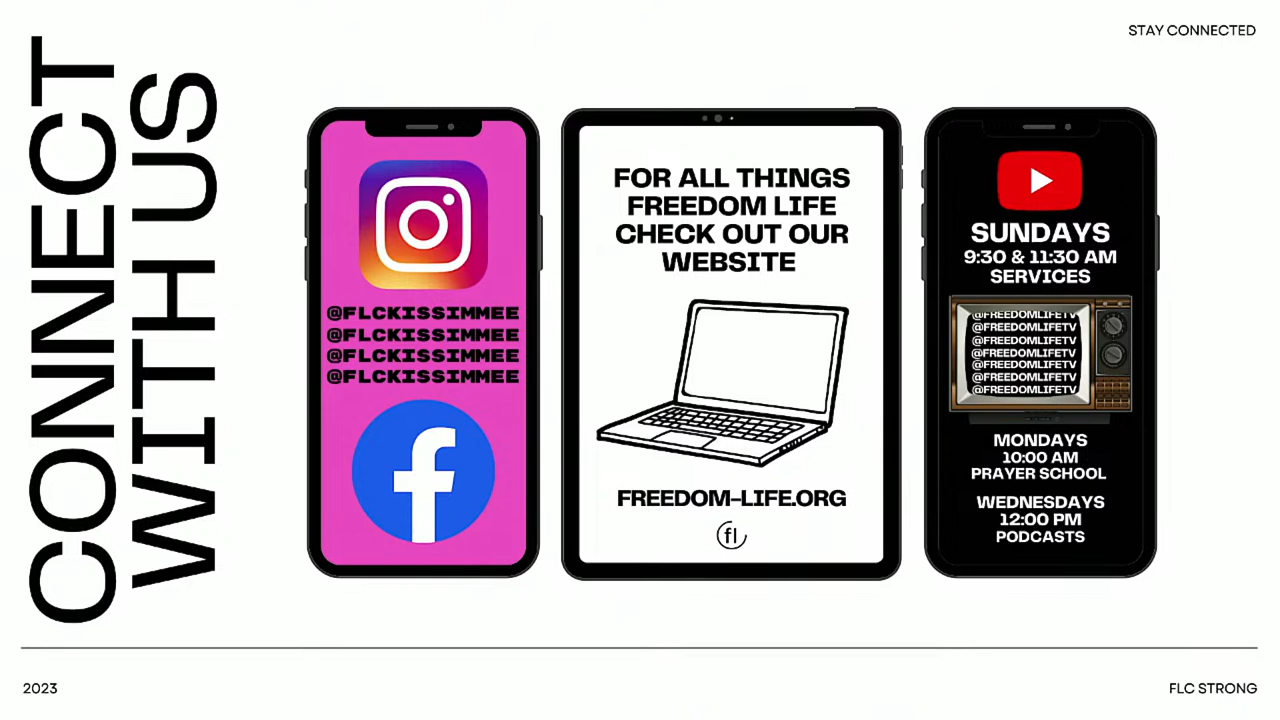 STAY CONNECTED
CONNECT
WITH US
@FLCKISSIMMEE
@FLCKISSIMMEE
@FLCKISSIMMEE
@FLCKISSIMMEE
f
FOR ALL THINGS
FREEDOM LIFE
CHECK OUT OUR
WEBSITE
FREEDOM-LIFE.ORG
fl
SUNDAYS
9:30 & 11:30 AM
SERVICES
@FREEDOMLIFETV
@FREEDOMLIFETV
@FREEDOMLIFETV
@FREEDOMLIFETV
@FREEDOMLIFETV
@FREEDOMLIFETV
@FREEDOMLIFETV
MONDAYS
10:00 AM
PRAYER SCHOOL
WEDNESDAYS
12:00 PM
PODCASTS
2023
FLC STRONG